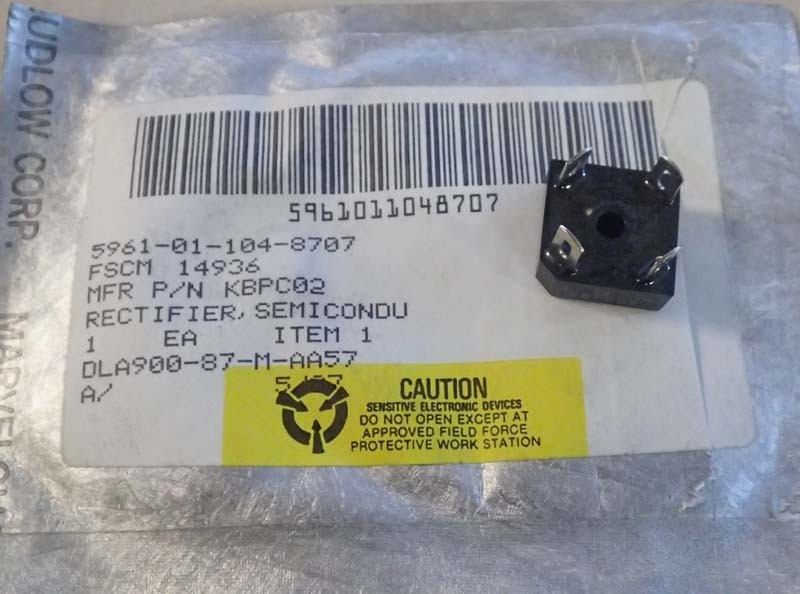 LUDLOW CORP.
5961011048707
5961-01-104-8707
FSCM 14936
MFR P/N KBPC02
RECTIFIER, SEMICONDU
1 EA ITEM 1
DLA900-87-M-AA57
A/
CAUTION
SENSITIVE ELECTRONIC DEVICES
DO NOT OPEN EXCEPT AT
APPROVED FIELD FORCE
PROTECTIVE WORK STATION